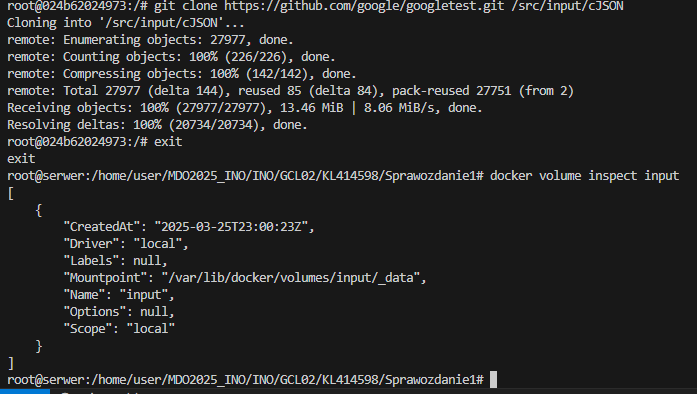 root@024b62024973:/# git clone https://github.com/google/googletest.git /src/input/cJSON
Cloning into '/src/input/cJSON'...
remote: Enumerating objects: 27977, done.
remote: Counting objects: 100% (226/226), done.
remote: Compressing objects: 100% (142/142), done.
remote: Total 27977 (delta 144), reused 85 (delta 84), pack-reused 27751 (from 2)
Receiving objects: 100% (27977/27977), 13.46 MiB | 8.06 MiB/s, done.
Resolving deltas: 100% (20734/20734), done.
root@024b62024973:/# exit
exit
root@serwer:/home/user/MDO2025_INO/INO/GCL02/KL414598/Sprawozdanie1# docker volume inspect input
[
    {
        "CreatedAt": "2025-03-25T23:00:23Z",
        "Driver": "local",
        "Labels": null,
        "Mountpoint": "/var/lib/docker/volumes/input/_data",
        "Name": "input",
        "Options": null,
        "Scope": "local"
    }
]
root@serwer:/home/user/MDO2025_INO/INO/GCL02/KL414598/Sprawozdanie1#